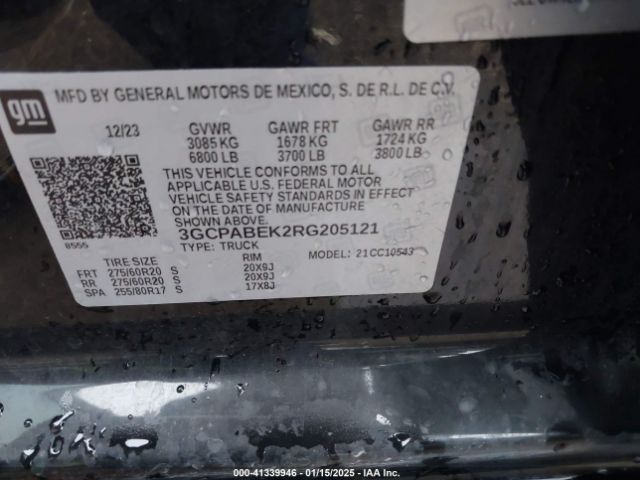 gm
MFD BY GENERAL MOTORS DE MEXICO, S. DE R.L. DE C.V.
12/23 GVWR GAWR FRT GAWR RR
3085 KG 1678 KG 1724 KG
6800 LB 3700 LB 3800 LB
THIS VEHICLE CONFORMS TO ALL
APPLICABLE U.S. FEDERAL MOTOR
VEHICLE SAFETY STANDARDS IN EFFECT
ON THE DATE OF MANUFACTURE
SHOWN ABOVE.
3GCPABEK2RG205121
8555 TYPE: TRUCK MODEL: 21CC10543
TIRE SIZE RIM
FRT 275/60R20 S 20X9J
RR 275/60R20 S 20X9J
SPA 255/80R17 S 17X8J
000-41339946 - 01/15/2025 - IAA Inc.